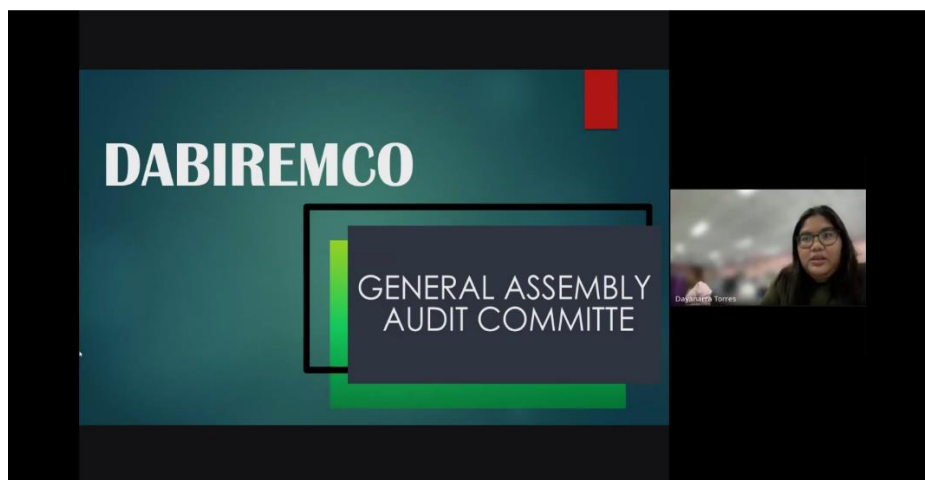 DABIREMCO
GENERAL ASSEMBLY
AUDIT COMMITTE
Dayanarra Torres